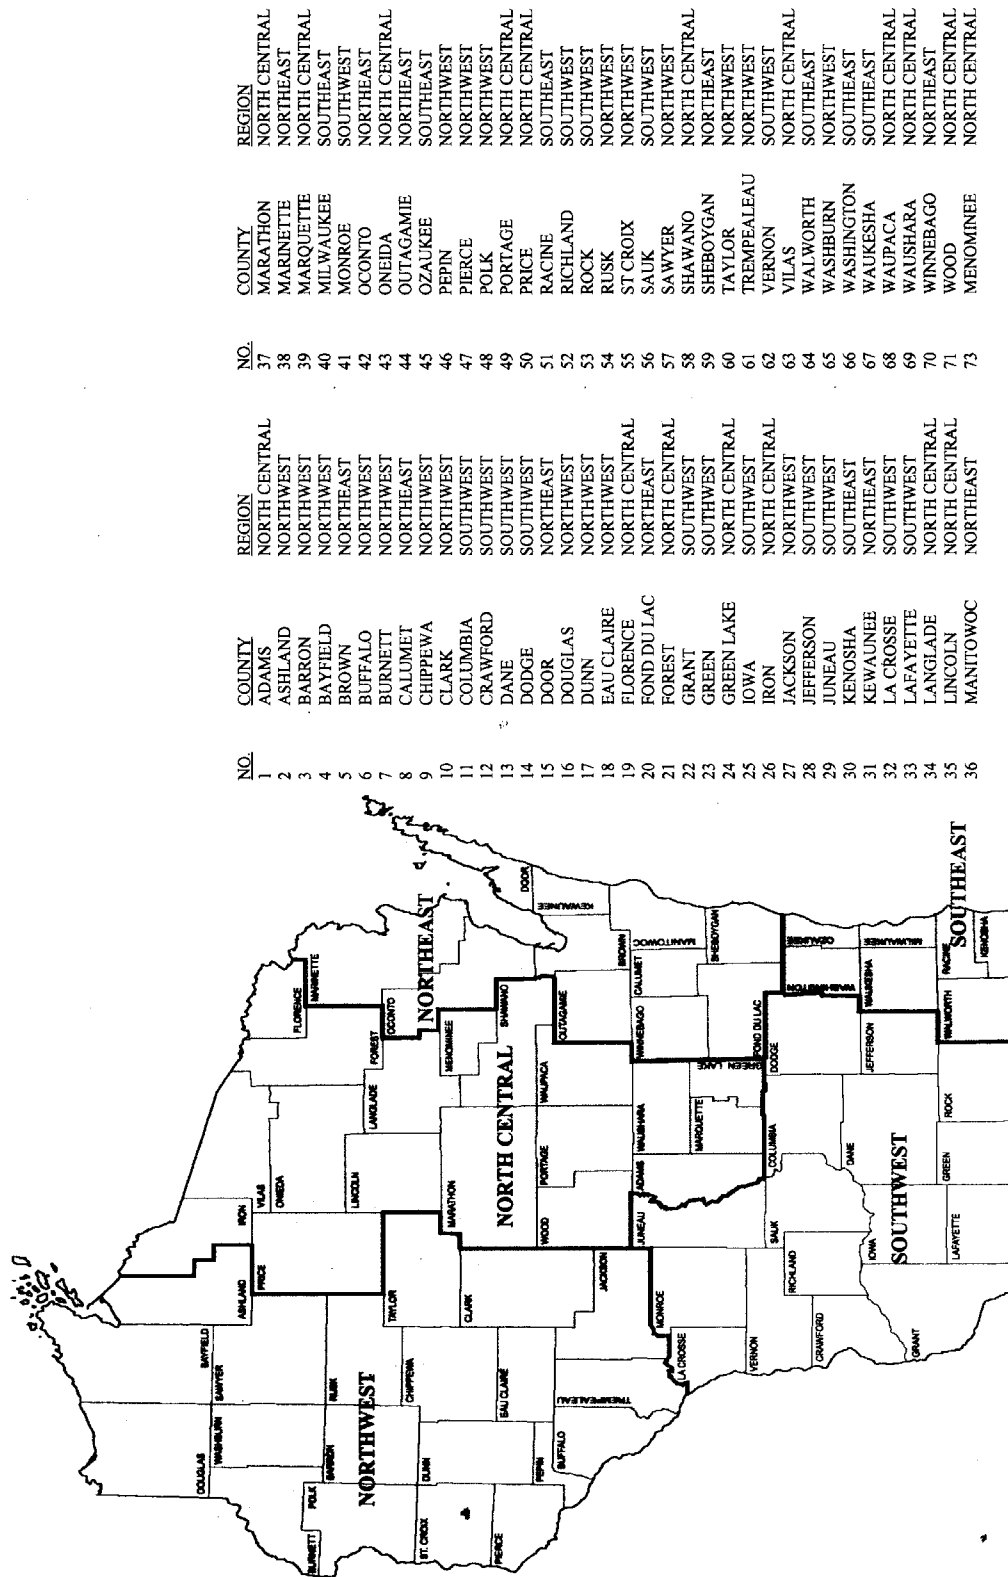 DOUGLAS
BAYFIELD
ASHLAND
IRON
VILAS
BURNETT
WASHBURN
SAWYER
PRICE
ONEIDA
FLORENCE
POLK
BARRON
RUSK
LINCOLN
FOREST
MARINETTE
NORTHWEST
TAYLOR
LANGLADE
OCONTO
NORTHEAST
ST. CROIX
DUNN
CHIPPEWA
CLARK
MARATHON
MENOMINEE
NORTH CENTRAL
SHAWANO
PIERCE
PEPIN
EAU CLAIRE
DOOR
BUFFALO
TREMPEALEAU
JACKSON
WOOD
PORTAGE
WAUPACA
OUTAGAMIE
BROWN
KEWAUNEE
LA CROSSE
MONROE
JUNEAU
ADAMS
WAUSHARA
WINNEBAGO
CALUMET
MANITOWOC
MARQUETTE
GREEN LAKE
FOND DU LAC
SHEBOYGAN
VERNON
SAUK
COLUMBIA
DODGE
WASHINGTON
OZAUKEE
CRAWFORD
RICHLAND
DANE
JEFFERSON
WAUKESHA
MILWAUKEE
GRANT
IOWA
SOUTHWEST
LAFAYETTE
GREEN
ROCK
WALWORTH
RACINE
SOUTHEAST
KENOSHA
NO. COUNTY REGION
1 ADAMS NORTH CENTRAL
2 ASHLAND NORTHWEST
3 BARRON NORTHWEST
4 BAYFIELD NORTHWEST
5 BROWN NORTHEAST
6 BUFFALO NORTHWEST
7 BURNETT NORTHWEST
8 CALUMET NORTHEAST
9 CHIPPEWA NORTHWEST
10 CLARK NORTHWEST
11 COLUMBIA SOUTHWEST
12 CRAWFORD SOUTHWEST
13 DANE SOUTHWEST
14 DODGE SOUTHWEST
15 DOOR NORTHEAST
16 DOUGLAS NORTHWEST
17 DUNN NORTHWEST
18 EAU CLAIRE NORTHWEST
19 FLORENCE NORTH CENTRAL
20 FOND DU LAC NORTHEAST
21 FOREST NORTH CENTRAL
22 GRANT SOUTHWEST
23 GREEN SOUTHWEST
24 GREEN LAKE NORTH CENTRAL
25 IOWA SOUTHWEST
26 IRON NORTH CENTRAL
27 JACKSON NORTHWEST
28 JEFFERSON SOUTHWEST
29 JUNEAU SOUTHWEST
30 KENOSHA SOUTHEAST
31 KEWAUNEE NORTHEAST
32 LA CROSSE SOUTHWEST
33 LAFAYETTE SOUTHWEST
34 LANGLADE NORTH CENTRAL
35 LINCOLN NORTH CENTRAL
36 MANITOWOC NORTHEAST
NO. COUNTY REGION
37 MARATHON NORTH CENTRAL
38 MARINETTE NORTHEAST
39 MARQUETTE NORTH CENTRAL
40 MILWAUKEE SOUTHEAST
41 MONROE SOUTHWEST
42 OCONTO NORTHEAST
43 ONEIDA NORTH CENTRAL
44 OUTAGAMIE NORTHEAST
45 OZAUKEE SOUTHEAST
46 PEPIN NORTHWEST
47 PIERCE NORTHWEST
48 POLK NORTHWEST
49 PORTAGE NORTH CENTRAL
50 PRICE NORTH CENTRAL
51 RACINE SOUTHEAST
52 RICHLAND SOUTHWEST
53 ROCK SOUTHWEST
54 RUSK NORTHWEST
55 ST CROIX NORTHWEST
56 SAUK SOUTHWEST
57 SAWYER NORTHWEST
58 SHAWANO NORTH CENTRAL
59 SHEBOYGAN NORTHEAST
60 TAYLOR NORTHWEST
61 TREMPEALEAU NORTHWEST
62 VERNON SOUTHWEST
63 VILAS NORTH CENTRAL
64 WALWORTH SOUTHEAST
65 WASHBURN NORTHWEST
66 WASHINGTON SOUTHEAST
67 WAUKESHA SOUTHEAST
68 WAUPACA NORTH CENTRAL
69 WAUSHARA NORTH CENTRAL
70 WINNEBAGO NORTHEAST
71 WOOD NORTH CENTRAL
73 MENOMINEE NORTH CENTRAL